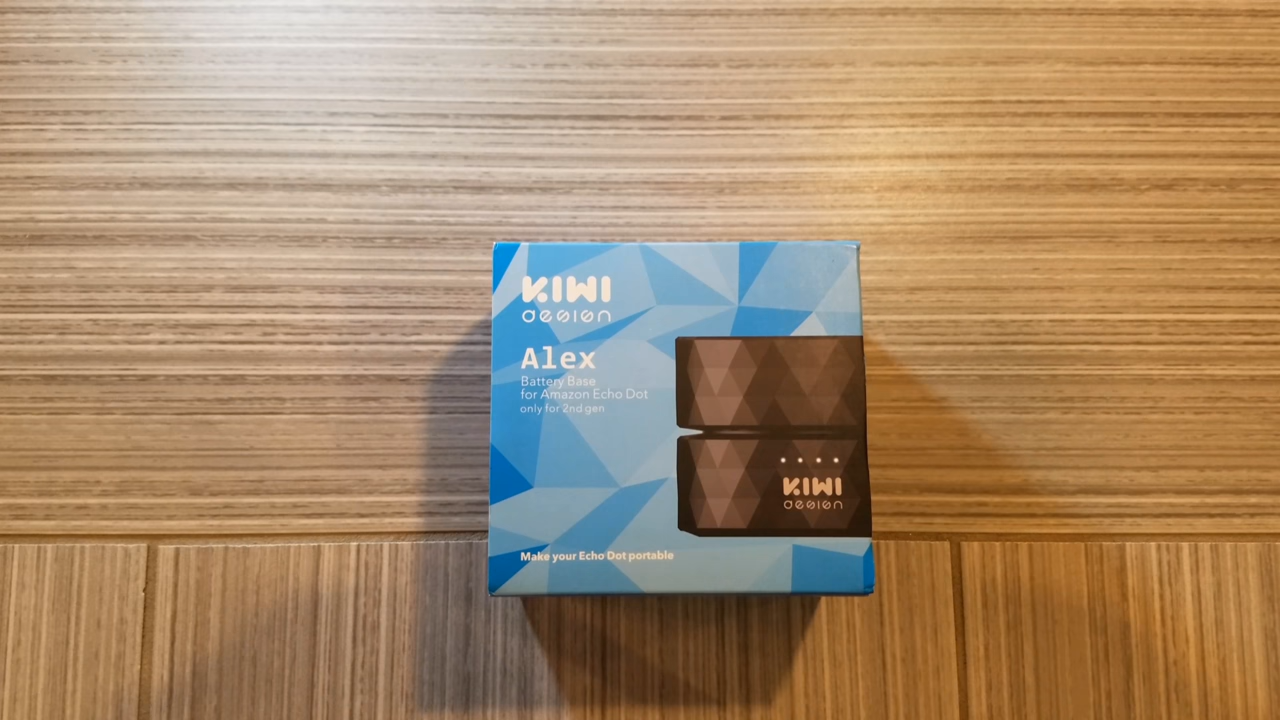 KIWI
design
Alex
Battery Base
for Amazon Echo Dot
only for 2nd gen
KIWI
design
Make your Echo Dot portable